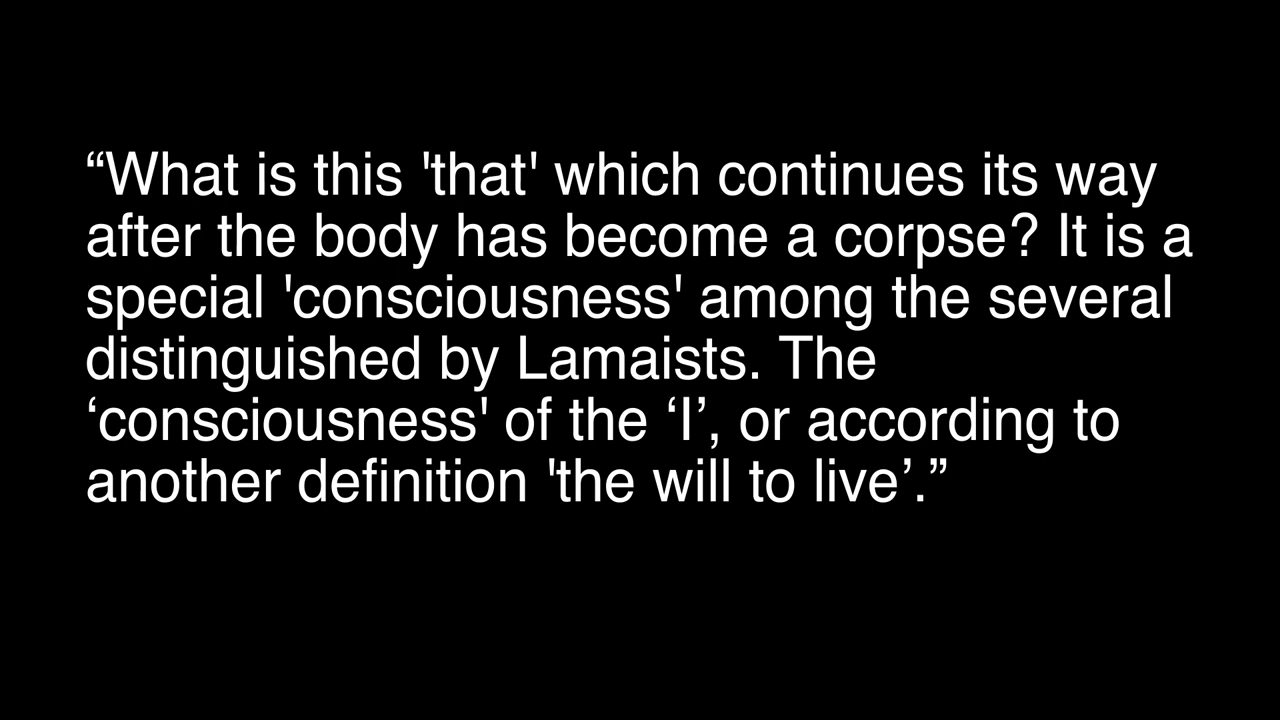 “What is this 'that' which continues its way
after the body has become a corpse? It is a
special 'consciousness' among the several
distinguished by Lamaists. The
‘consciousness' of the ‘I’, or according to
another definition 'the will to live’.”